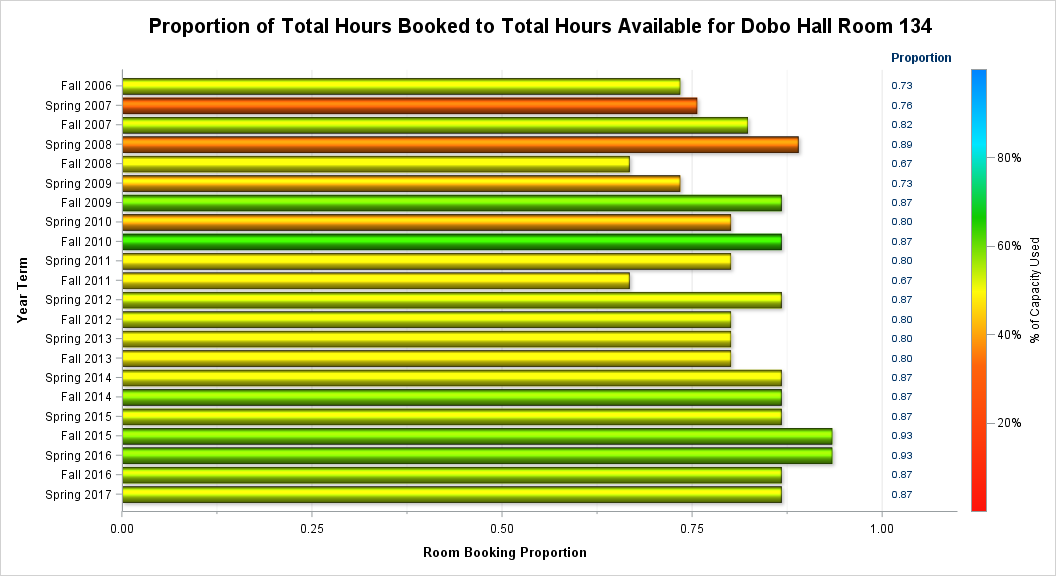 Proportion of Total Hours Booked to Total Hours Available for Dobo Hall Room 134
Proportion
Fall 2006 0.73
Spring 2007 0.76
Fall 2007 0.82
Spring 2008 0.89
Fall 2008 0.67
Spring 2009 0.73
Fall 2009 0.87
Spring 2010 0.80
Fall 2010 0.87
Spring 2011 0.80
Fall 2011 0.67
Spring 2012 0.87
Fall 2012 0.80
Spring 2013 0.80
Fall 2013 0.80
Spring 2014 0.87
Fall 2014 0.87
Spring 2015 0.87
Fall 2015 0.93
Spring 2016 0.93
Fall 2016 0.87
Spring 2017 0.87
Year Term
0.00 0.25 0.50 0.75 1.00
Room Booking Proportion
80%
60%
40%
20%
% of Capacity Used